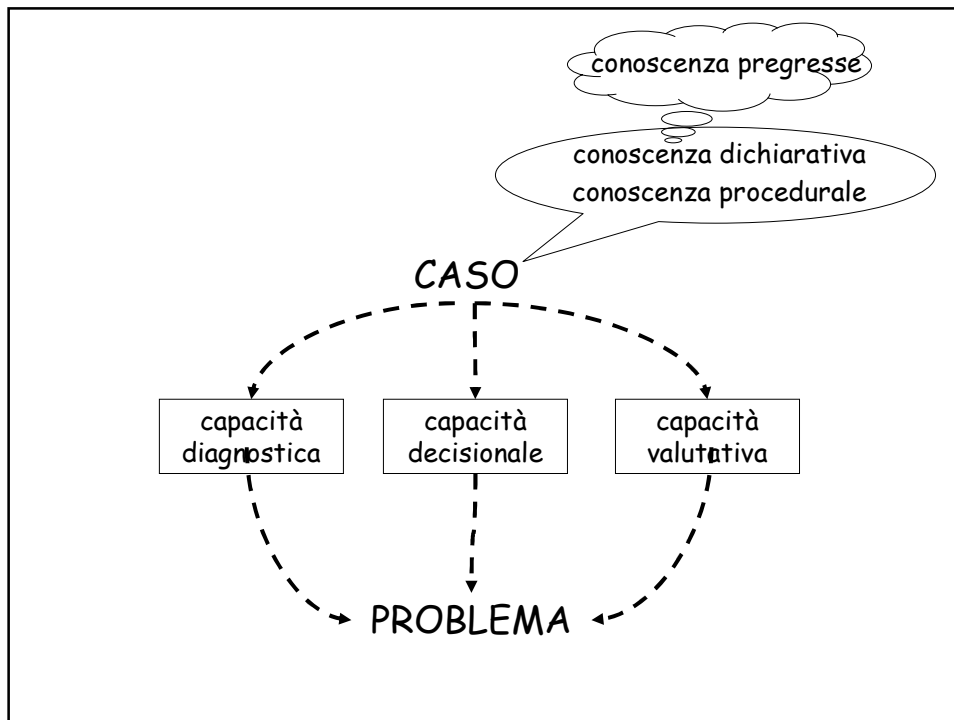 conoscenza pregresse
conoscenza dichiarativa
conoscenza procedurale
CASO
capacità
diagnostica
capacità
decisionale
capacità
valutativa
PROBLEMA